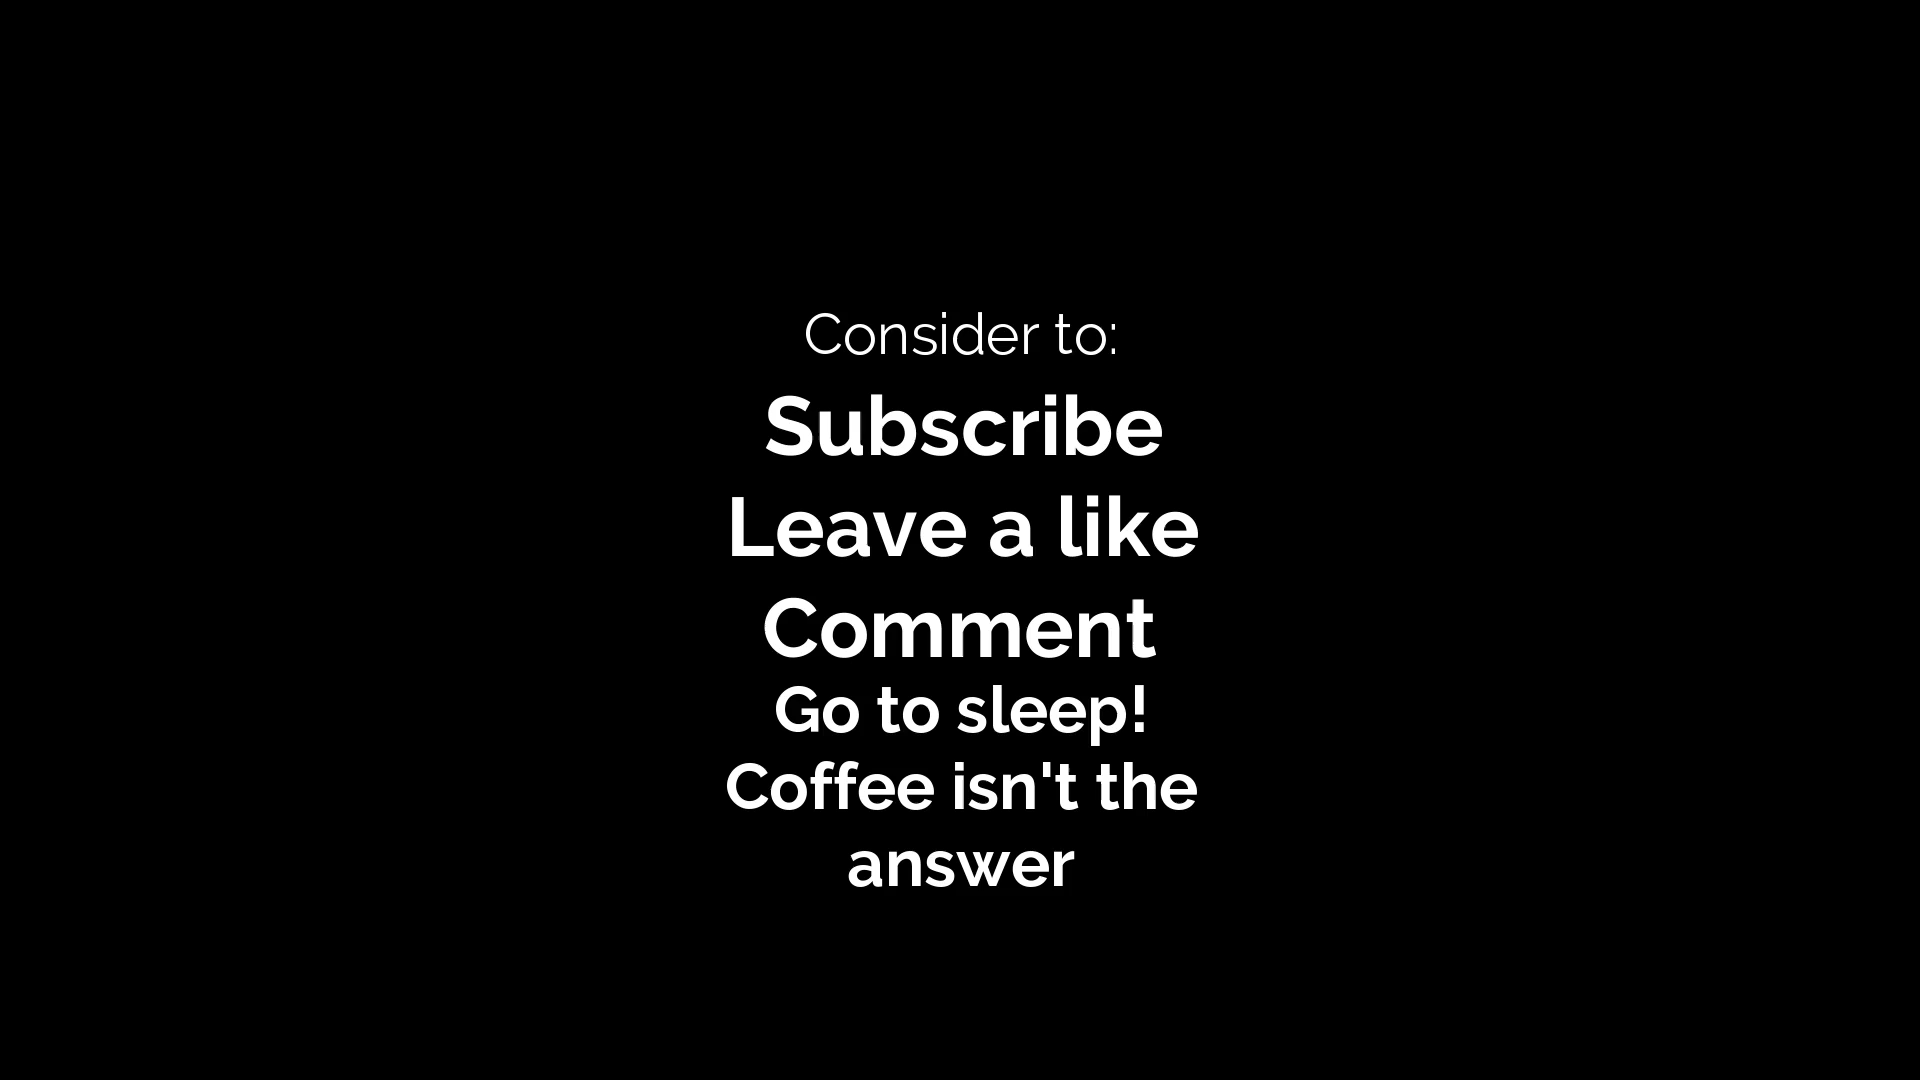 Consider to:
Subscribe
Leave a like
Comment
Go to sleep!
Coffee isn't the
answer